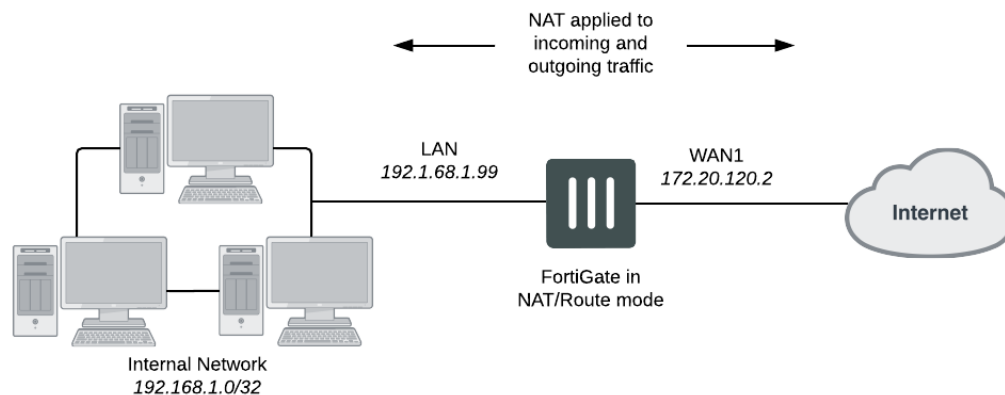 NAT applied to
incoming and
outgoing traffic
LAN
192.1.68.1.99
WAN1
172.20.120.2
Internet
FortiGate in
NAT/Route mode
Internal Network
192.168.1.0/32